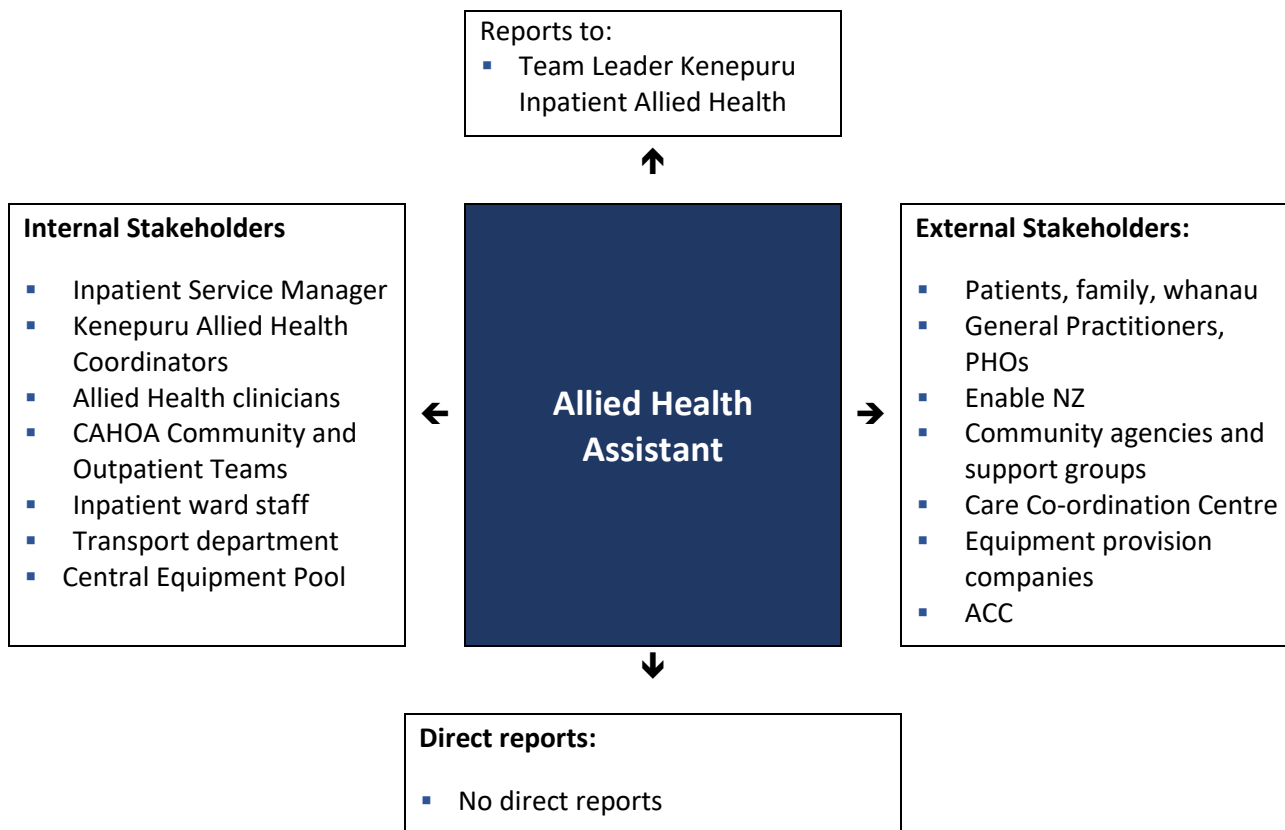 Reports to:
▪ Team Leader Kenepuru
Inpatient Allied Health
Internal Stakeholders
▪ Inpatient Service Manager
▪ Kenepuru Allied Health
Coordinators
▪ Allied Health clinicians
▪ CAHOA Community and
Outpatient Teams
▪ Inpatient ward staff
▪ Transport department
▪ Central Equipment Pool
Allied Health
Assistant
External Stakeholders:
▪ Patients, family, whanau
▪ General Practitioners,
PHOs
▪ Enable NZ
▪ Community agencies and
support groups
▪ Care Co-ordination Centre
▪ Equipment provision
companies
▪ ACC
Direct reports:
▪ No direct reports